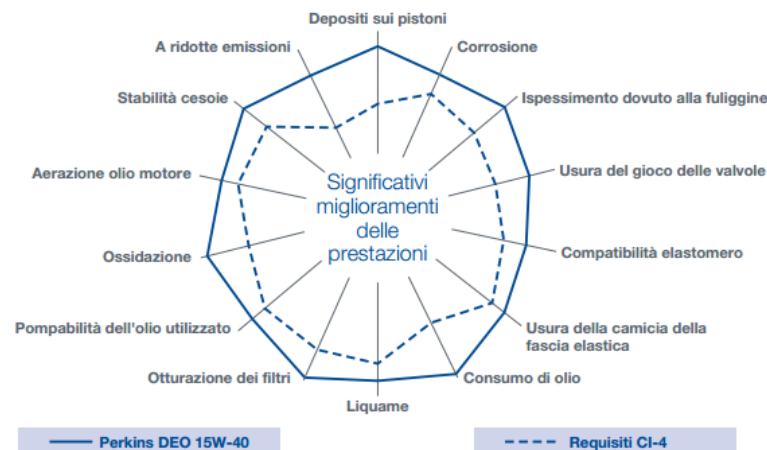 Depositi sui pistoni
A ridotte emissioni
Corrosione
Stabilità cesoie
Ispessimento dovuto alla fuliggine
Aerazione olio motore
Usura del gioco delle valvole
Significativi
miglioramenti
delle
prestazioni
Ossidazione
Compatibilità elastomero
Pompabilità dell'olio utilizzato
Usura della camicia della
fascia elastica
Otturazione dei filtri
Consumo di olio
Liquame
Perkins DEO 15W-40
Requisiti CI-4